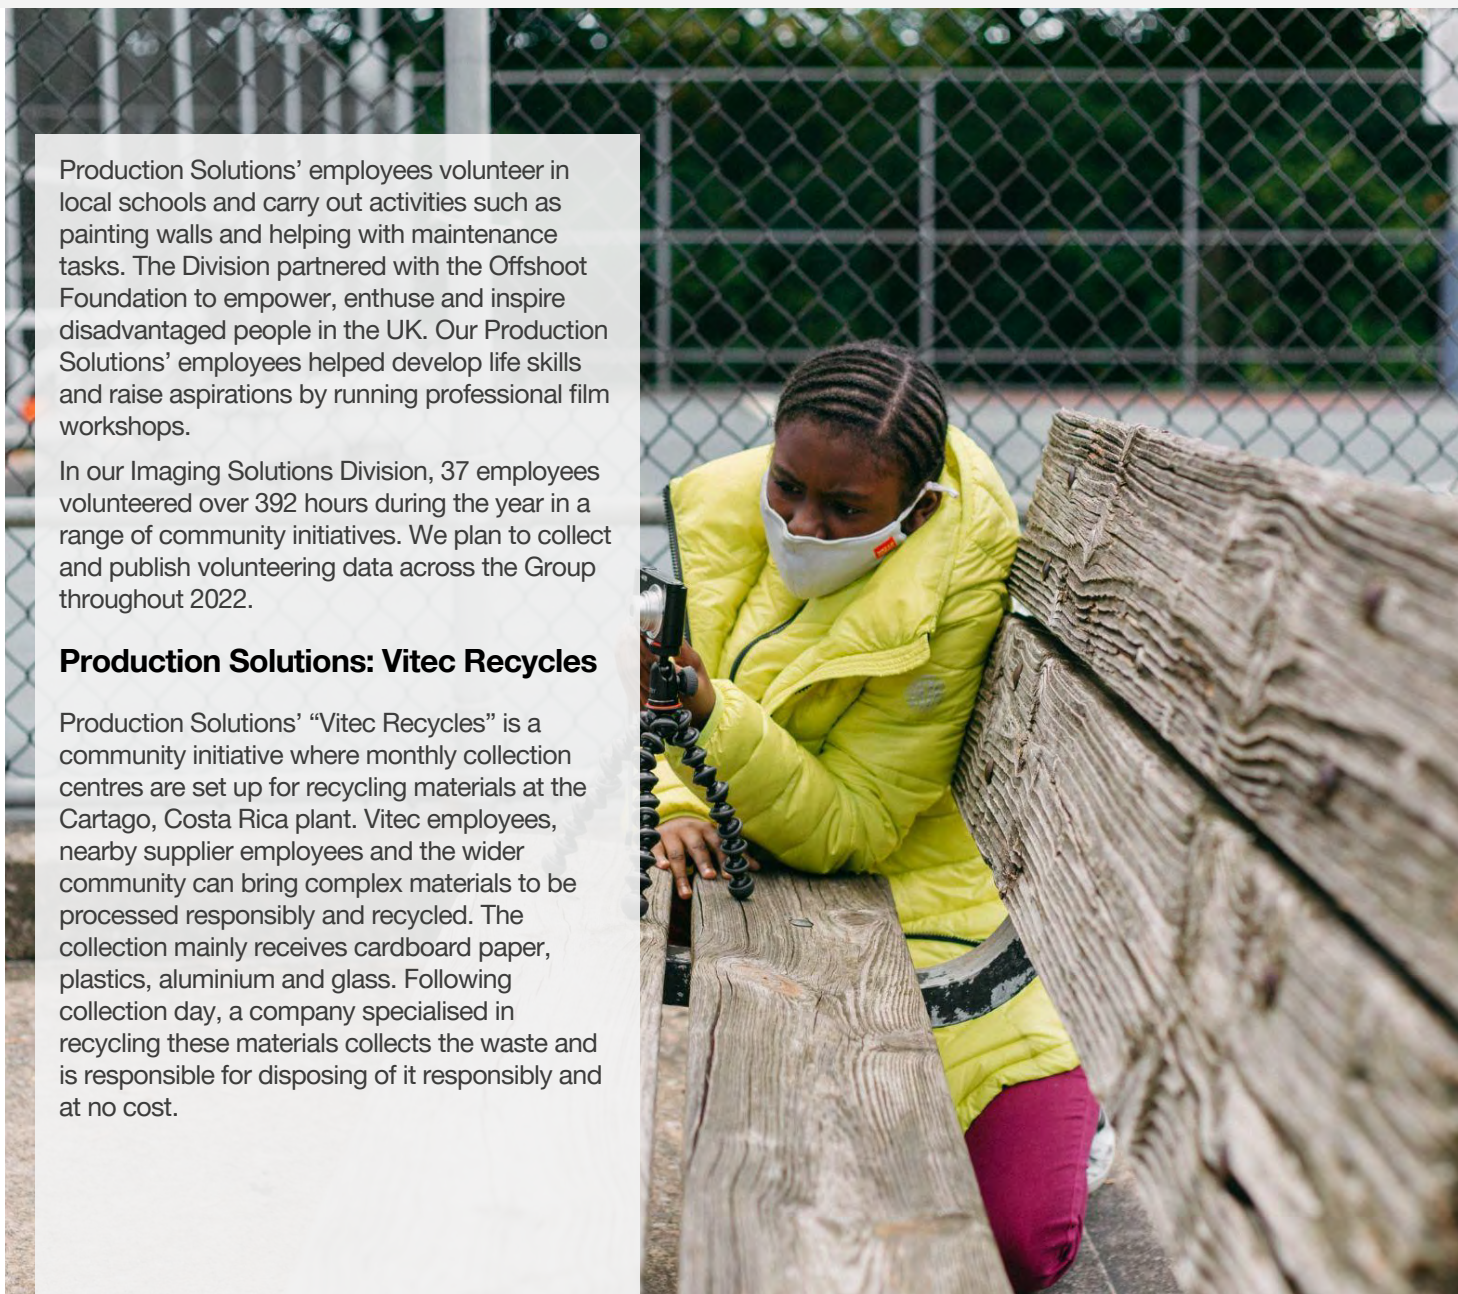 Production Solutions’ employees volunteer in
local schools and carry out activities such as
painting walls and helping with maintenance
tasks. The Division partnered with the Offshoot
Foundation to empower, enthuse and inspire
disadvantaged people in the UK. Our Production
Solutions’ employees helped develop life skills
and raise aspirations by running professional film
workshops.
In our Imaging Solutions Division, 37 employees
volunteered over 392 hours during the year in a
range of community initiatives. We plan to collect
and publish volunteering data across the Group
throughout 2022.
Production Solutions: Vitec Recycles
Production Solutions’ “Vitec Recycles” is a
community initiative where monthly collection
centres are set up for recycling materials at the
Cartago, Costa Rica plant. Vitec employees,
nearby supplier employees and the wider
community can bring complex materials to be
processed responsibly and recycled. The
collection mainly receives cardboard paper,
plastics, aluminium and glass. Following
collection day, a company specialised in
recycling these materials collects the waste and
is responsible for disposing of it responsibly and
at no cost.